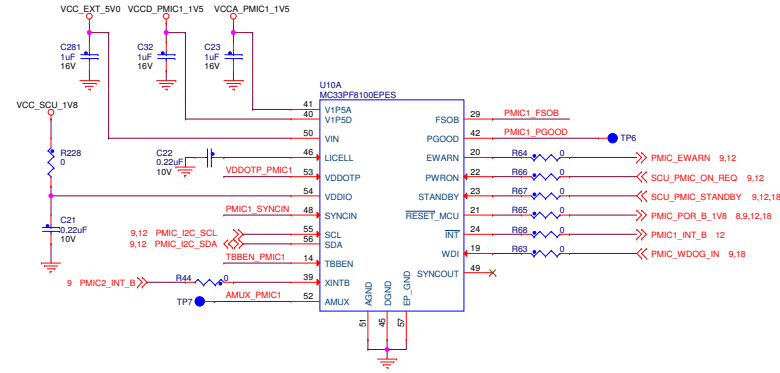 VCC_EXT_5V0 VCCD_PMIC1_1V5 VCCA_PMIC1_1V5
C281
1uF
16V
C32
1uF
16V
C23
1uF
16V
VCC_SCU_1V8
R228
0
C21
0.22uF
10V
C22
0.22uF
10V
U10A
MC33PF8100EPES
41 V1P5A
40 V1P5D
50 VIN
46 LICELL
VDDOTP_PMIC1 53 VDDOTP
54 VDDIO
PMIC1_SYNCIN 48 SYNCIN
9,12 PMIC_I2C_SCL 55 SCL
9,12 PMIC_I2C_SDA 56 SDA
TBBEN_PMIC1 14 TBBEN
9 PMIC2_INT_B R44 0 39 XINTB
TP7 AMUX_PMIC1 52 AMUX
FSOB 29 PMIC1_FSOB
PGOOD 42 PMIC1_PGOOD TP6
EWARN 20 R64 0 PMIC_EWARN 9,12
PWRON 22 R66 0 SCU_PMIC_ON_REQ 9,12
STANDBY 23 R67 0 SCU_PMIC_STANDBY 9,12,18
RESET_MCU 21 R65 0 PMIC_POR_B_1V8 8,9,12,18
INT 24 R68 0 PMIC1_INT_B 12
WDI 19 R63 0 PMIC_WDOG_IN 9,18
SYNCOUT 49
AGND DGND EP_GND
51 45 57